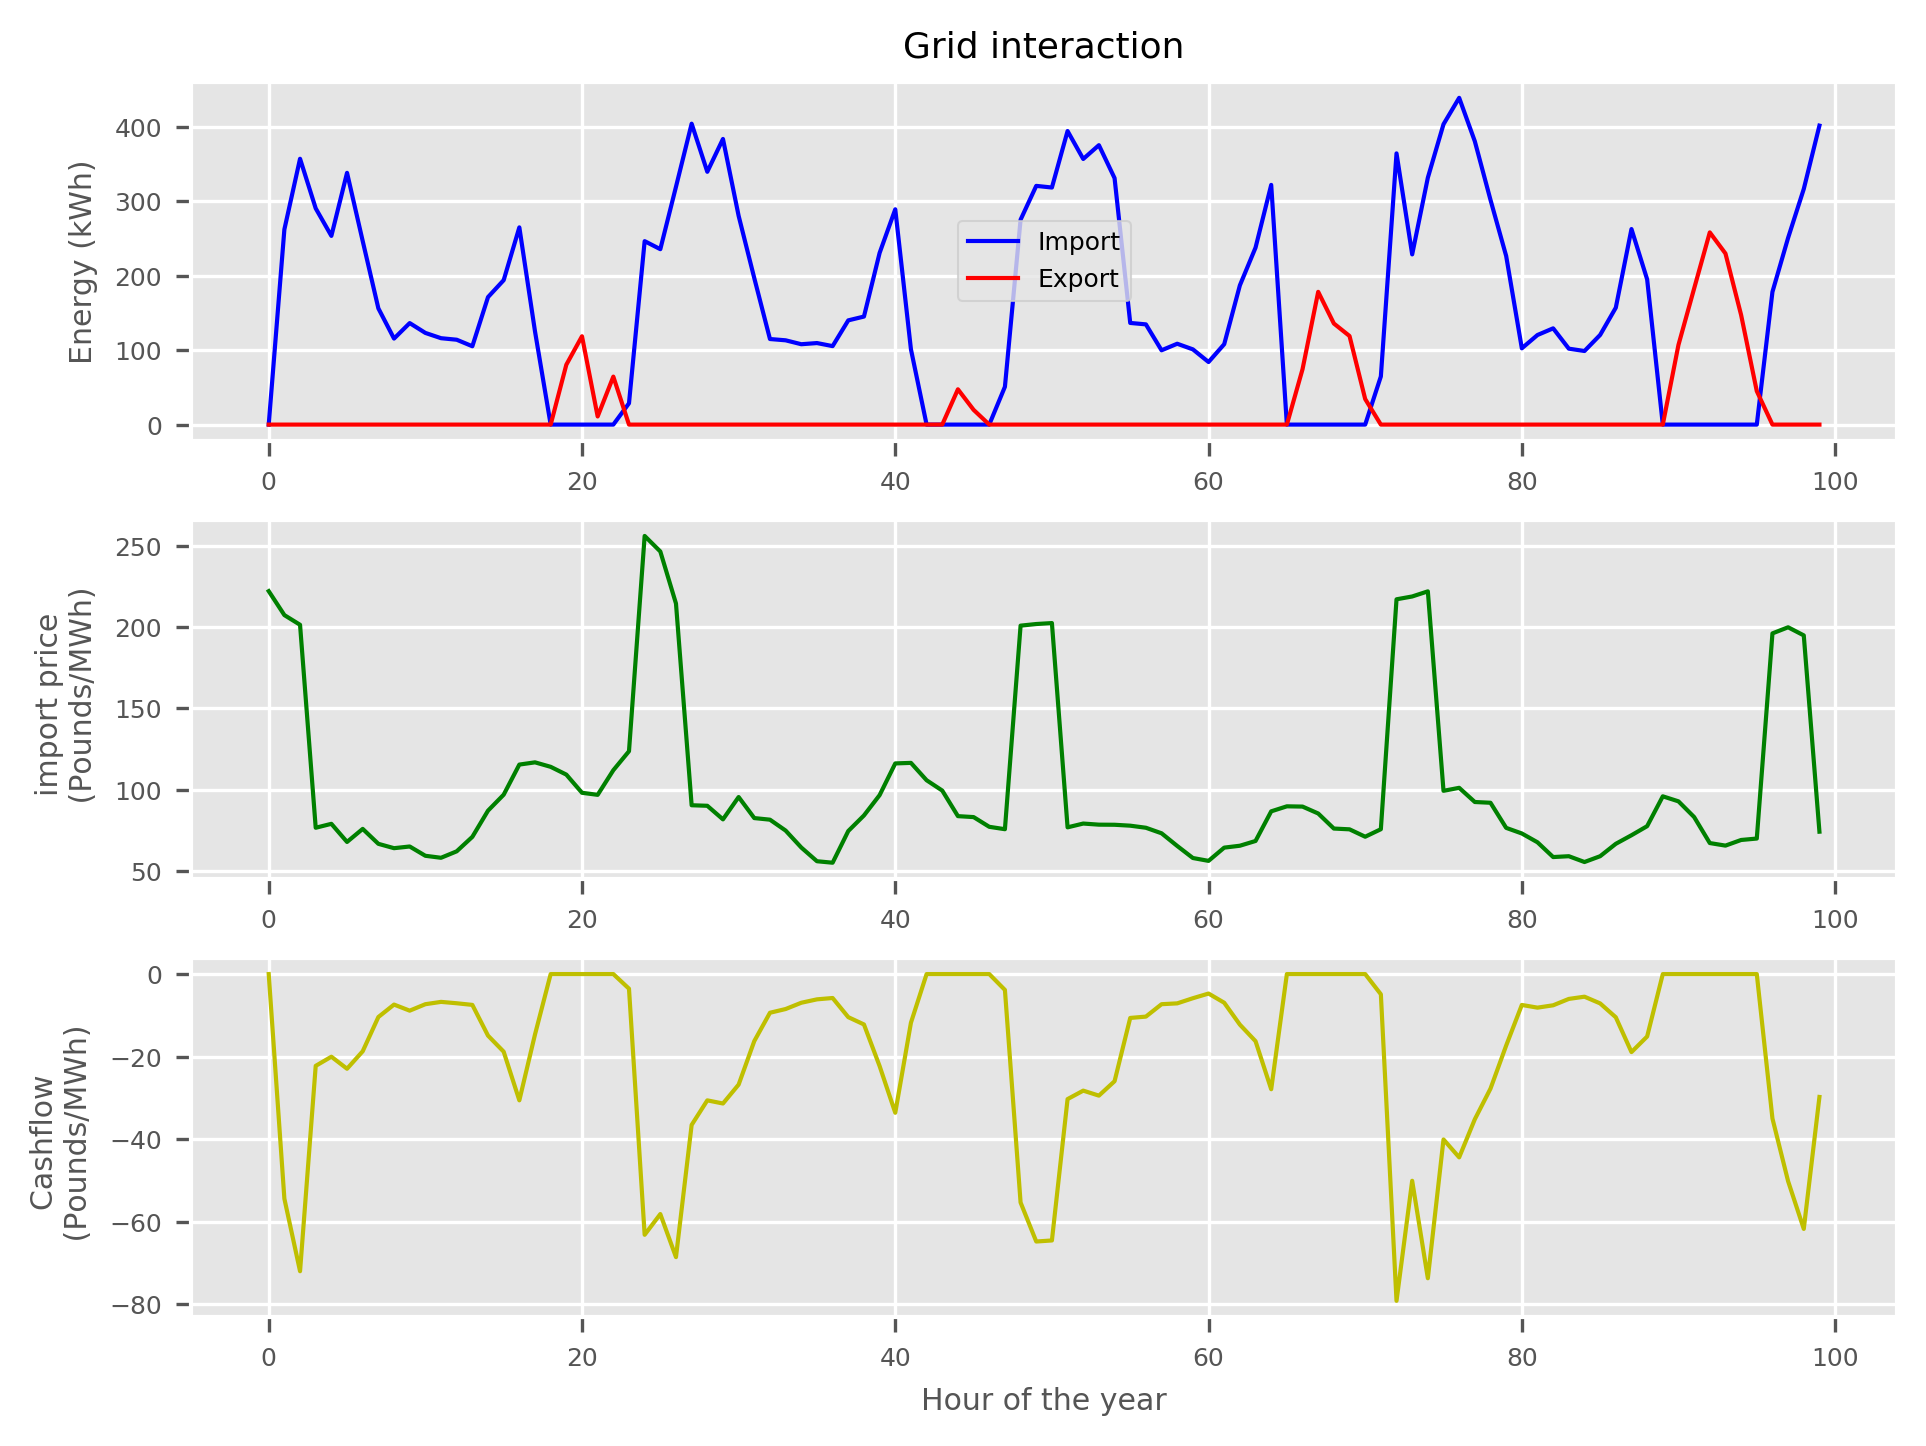 Grid interaction
Energy (kWh)
400
300
200
100
0
Import
Export
0 20 40 60 80 100
import price
(Pounds/MWh)
250
200
150
100
50
0 20 40 60 80 100
Cashflow
(Pounds/MWh)
0
−20
−40
−60
−80
0 20 40 60 80 100
Hour of the year